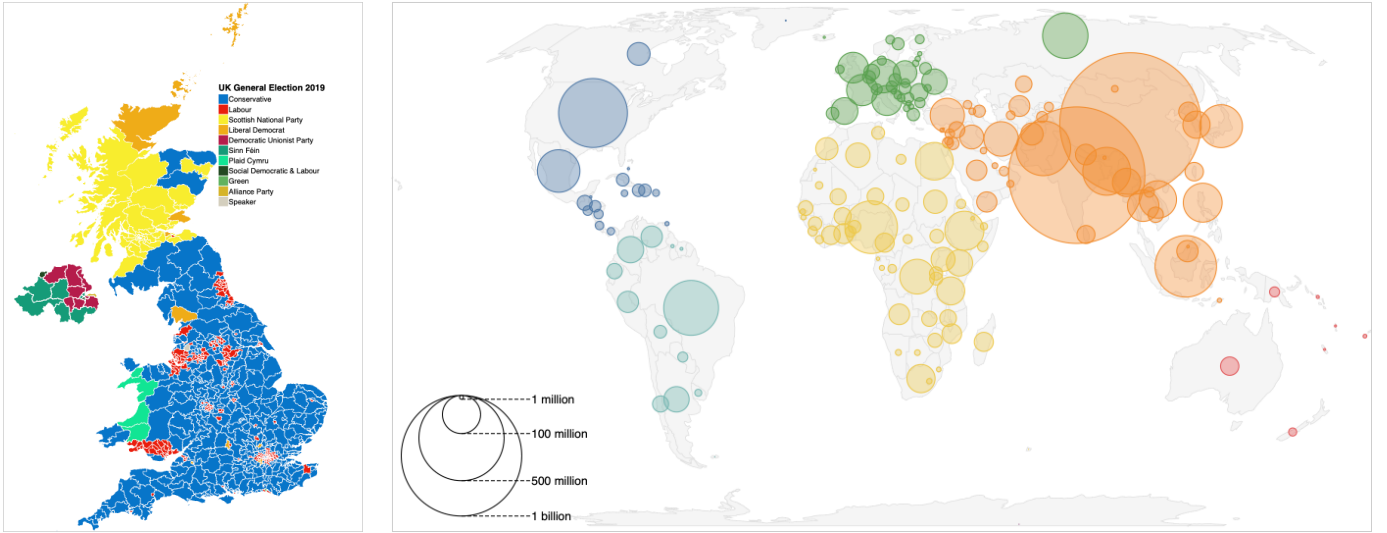 UK General Election 2019
Conservative
Labour
Scottish National Party
Liberal Democrat
Democratic Unionist Party
Sinn Féin
Plaid Cymru
Social Democratic & Labour
Green
Alliance Party
Speaker
1 million
100 million
500 million
1 billion